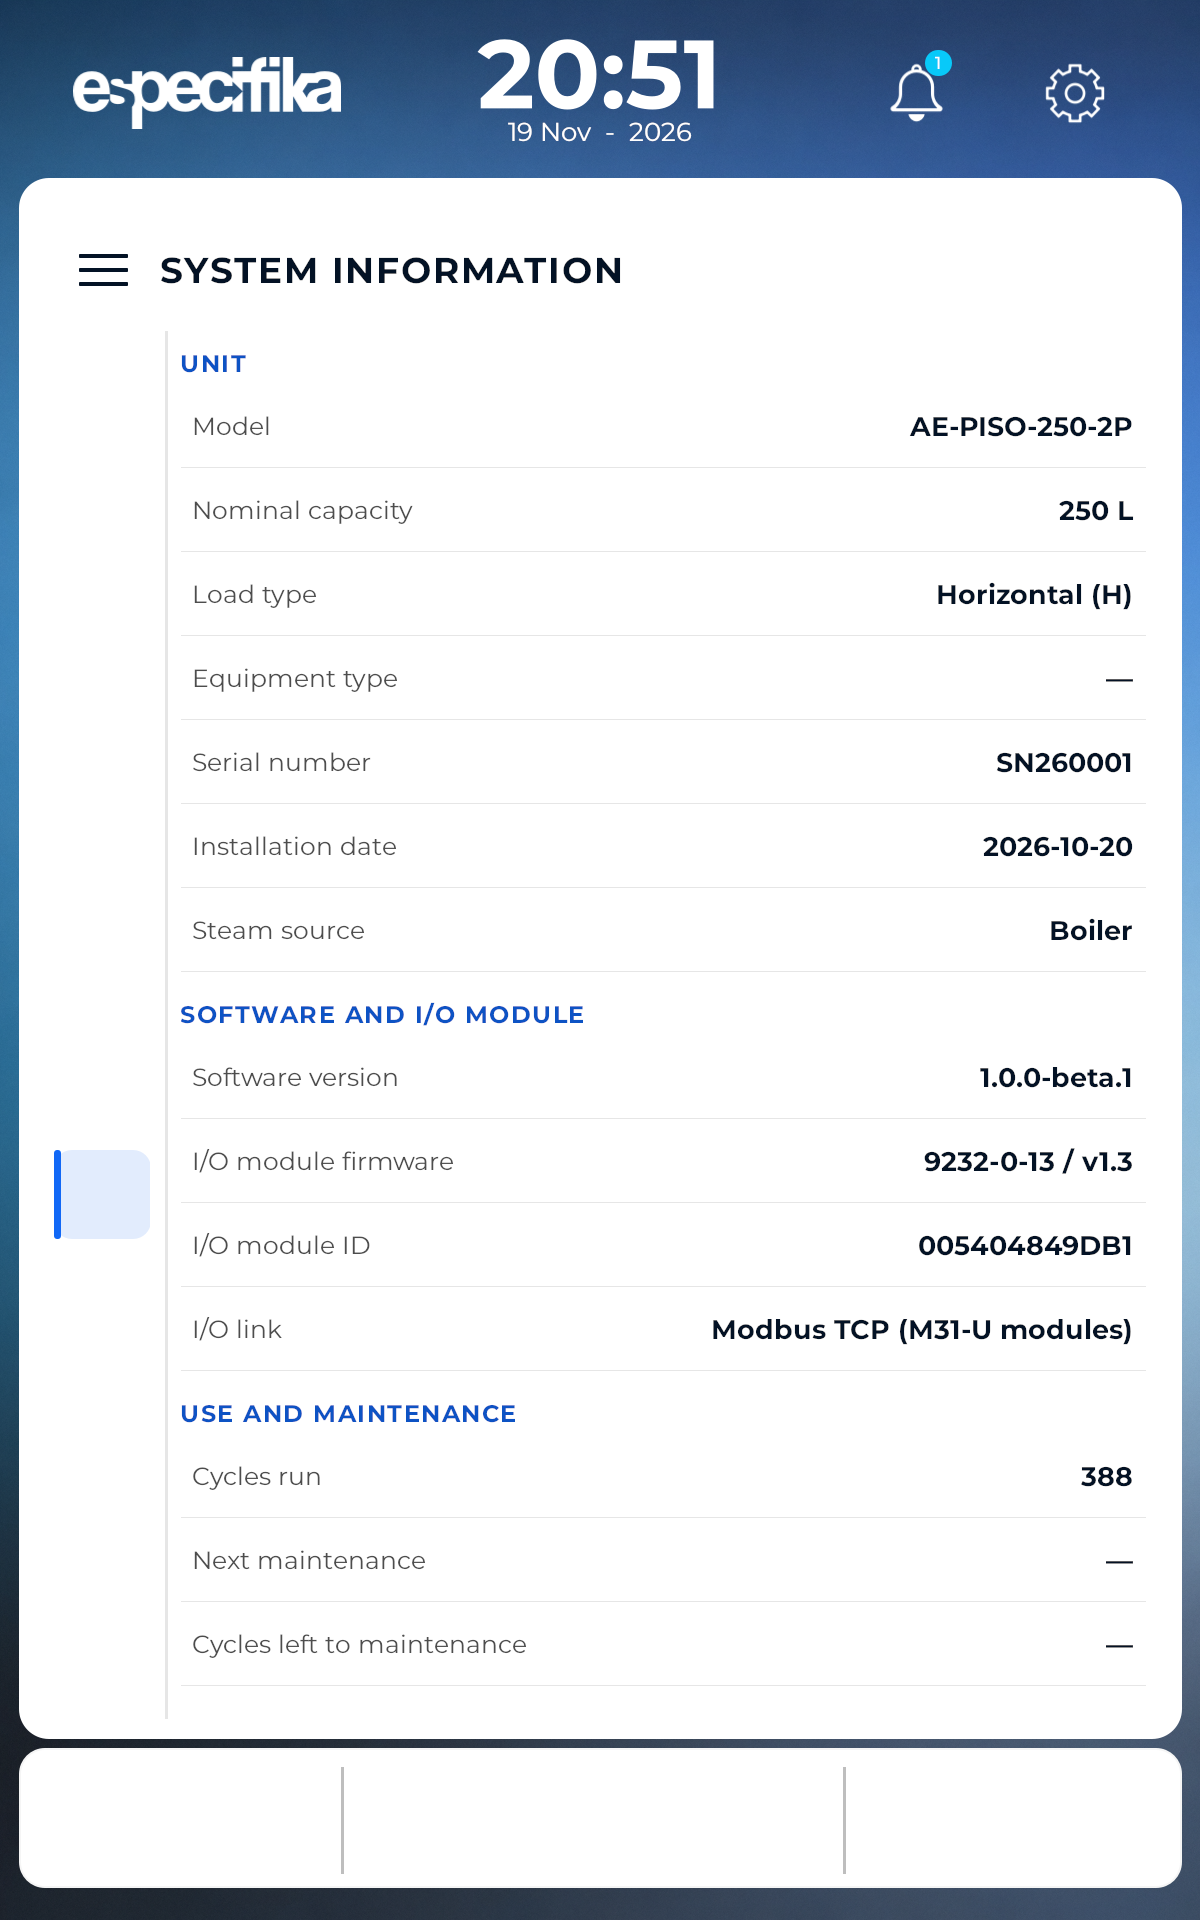 especifika
20:51
19 Nov - 2026
1
SYSTEM INFORMATION
UNIT
Model AE-PISO-250-2P
Nominal capacity 250 L
Load type Horizontal (H)
Equipment type —
Serial number SN260001
Installation date 2026-10-20
Steam source Boiler
SOFTWARE AND I/O MODULE
Software version 1.0.0-beta.1
I/O module firmware 9232-0-13 / v1.3
I/O module ID 005404849DB1
I/O link Modbus TCP (M31-U modules)
USE AND MAINTENANCE
Cycles run 388
Next maintenance —
Cycles left to maintenance —